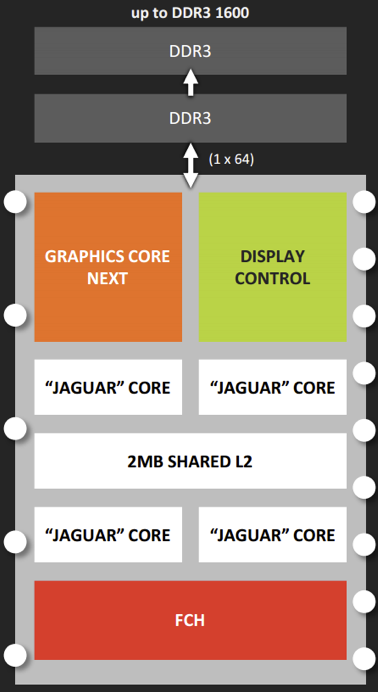 up to DDR3 1600
DDR3
DDR3
(1 x 64)
GRAPHICS CORE
NEXT
DISPLAY
CONTROL
“JAGUAR” CORE
“JAGUAR” CORE
2MB SHARED L2
“JAGUAR” CORE
“JAGUAR” CORE
FCH